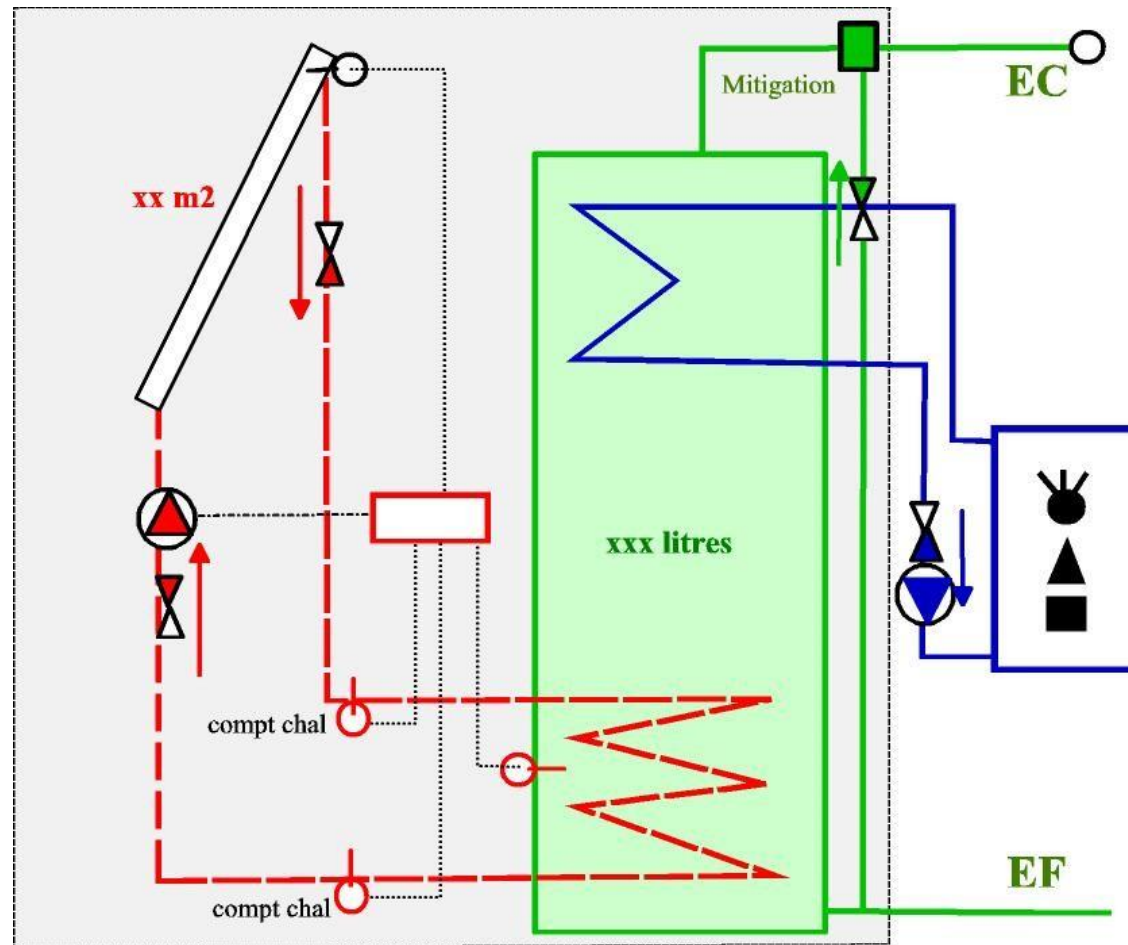 EC
Mitigation
xx m2
xxx litres
compt chal
compt chal
EF